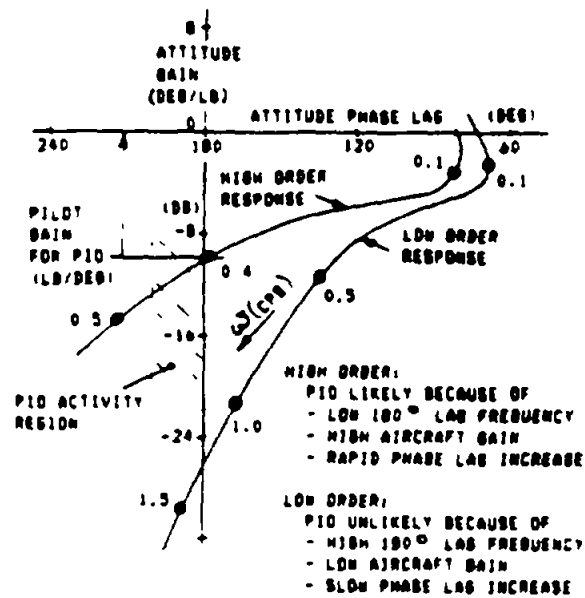 8
ATTITUDE
GAIN
(DEG/LB)
ATTITUDE PHASE LAG (DEG)
0
240
4
180
120
60
0.1
0.1
HIGH ORDER
RESPONSE
PILOT
GAIN
FOR PIO
(LB/DEG)
(DB)
-8
LOW ORDER
RESPONSE
0.4
0.5
0.5
ω(CPS)
-16
PIO ACTIVITY
REGION
1.0
-24
1.5
HIGH ORDER:
PIO LIKELY BECAUSE OF
- LOW 180° LAG FREQUENCY
- HIGH AIRCRAFT GAIN
- RAPID PHASE LAG INCREASE
LOW ORDER:
PIO UNLIKELY BECAUSE OF
- HIGH 180° LAG FREQUENCY
- LOW AIRCRAFT GAIN
- SLOW PHASE LAG INCREASE